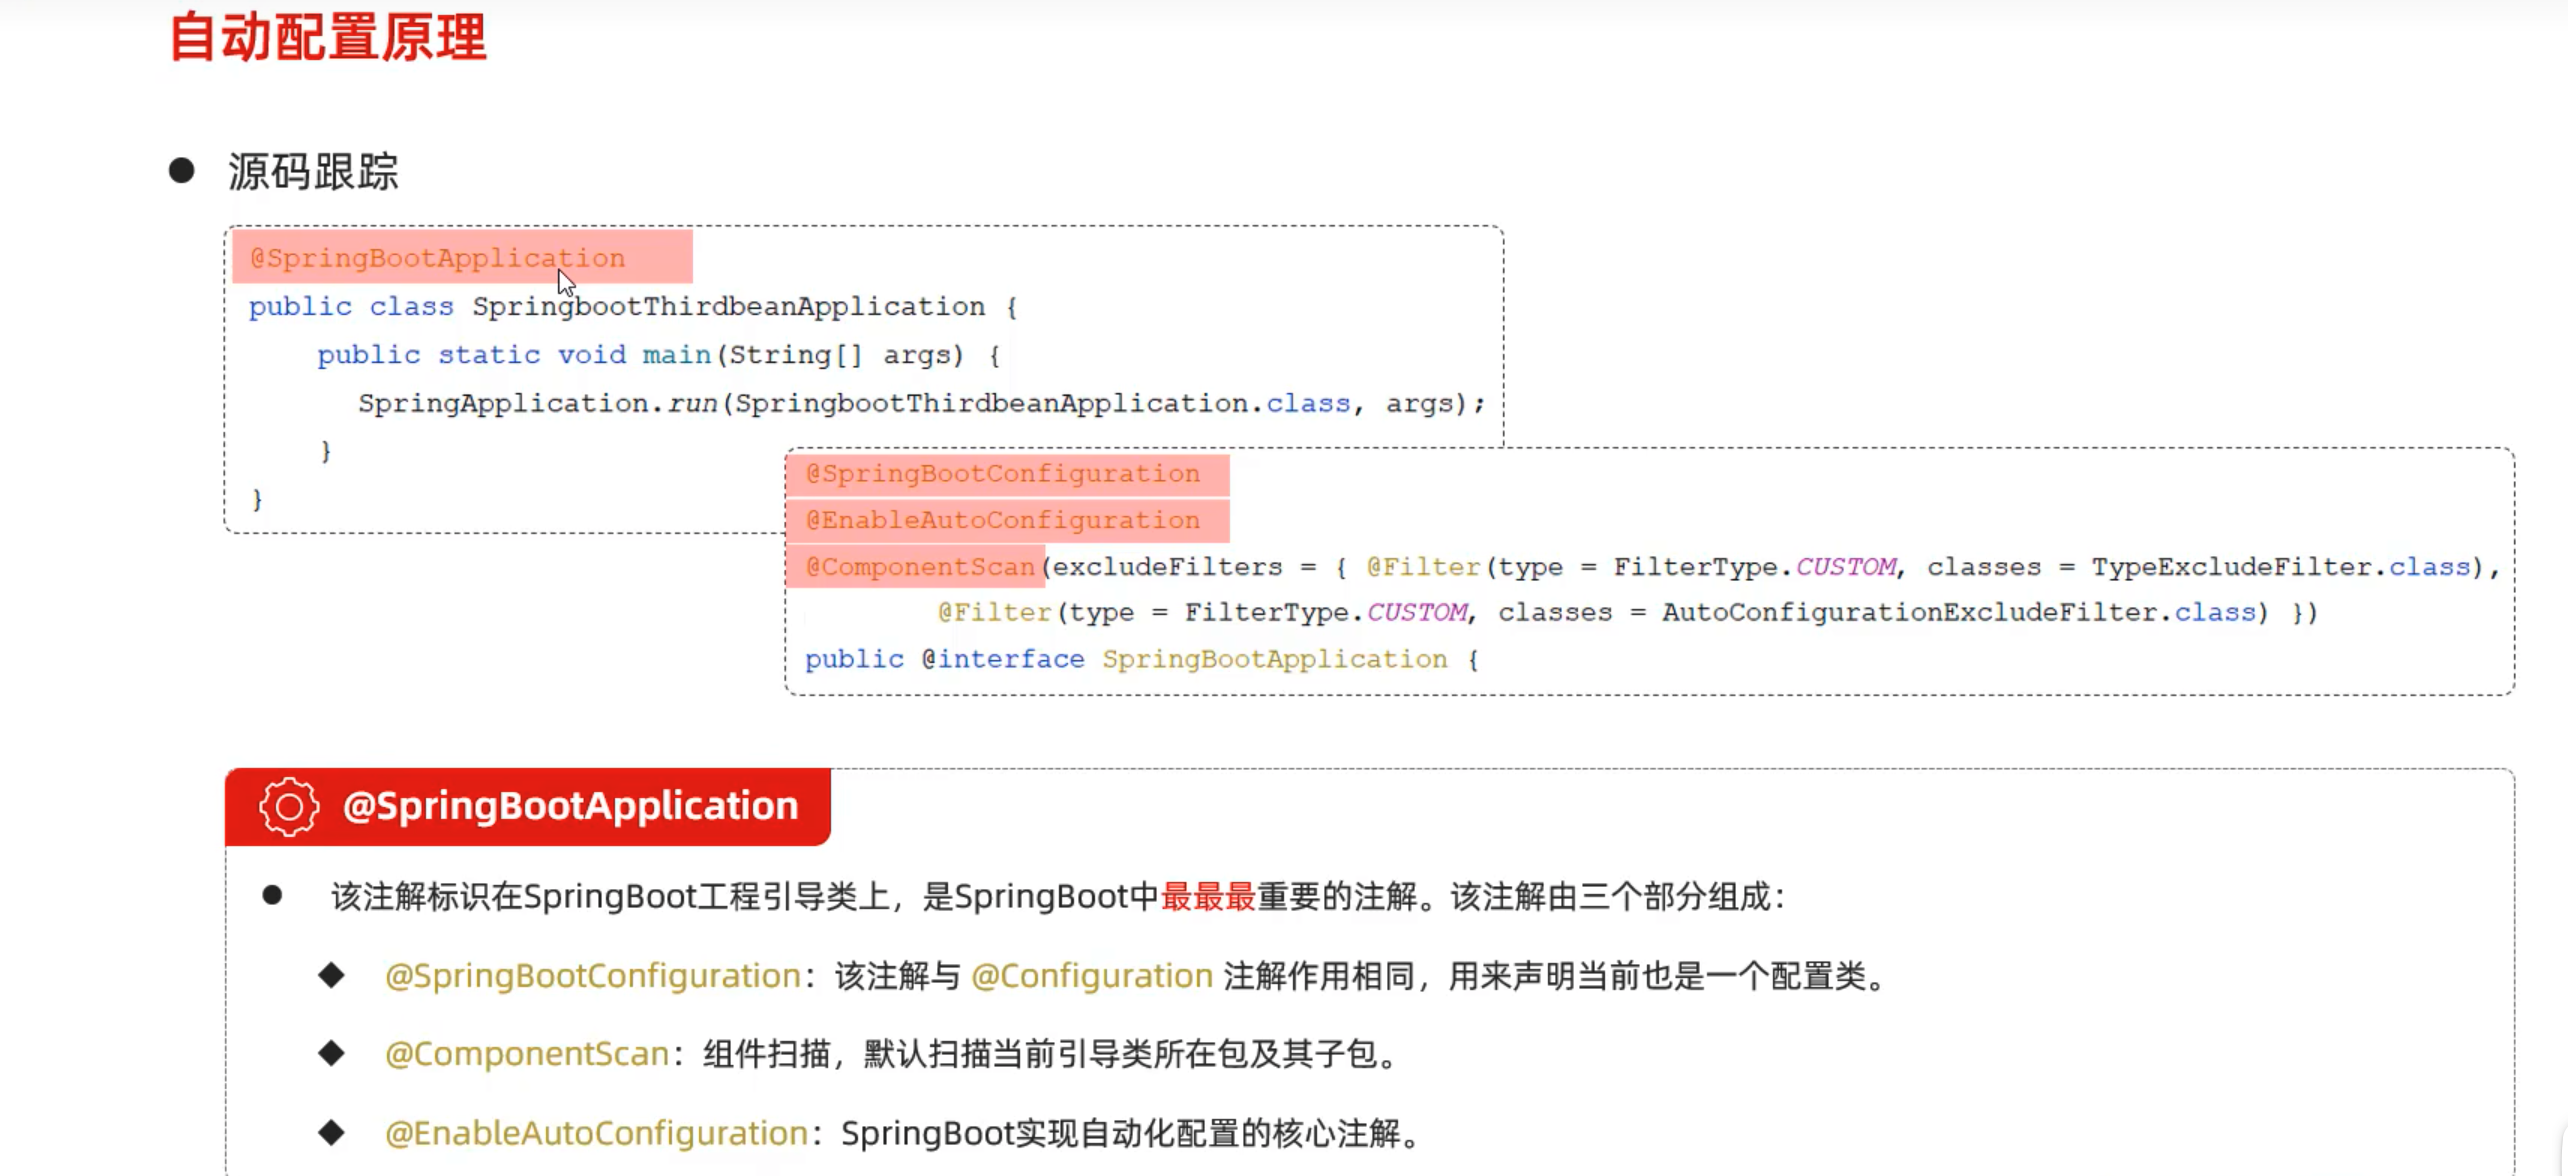 自动配置原理
源码跟踪
@SpringBootApplication
public class SpringbootThirdbeanApplication {
public static void main(String[] args) {
SpringApplication.run(SpringbootThirdbeanApplication.class, args);
}
}
@SpringBootConfiguration
@EnableAutoConfiguration
@ComponentScan(excludeFilters = { @Filter(type = FilterType.CUSTOM, classes = TypeExcludeFilter.class),
@Filter(type = FilterType.CUSTOM, classes = AutoConfigurationExcludeFilter.class) })
public @interface SpringBootApplication {
@SpringBootApplication
该注解标识在SpringBoot工程引导类上，是SpringBoot中最最最重要的注解。该注解由三个部分组成：
@SpringBootConfiguration：该注解与 @Configuration 注解作用相同，用来声明当前也是一个配置类。
@ComponentScan：组件扫描，默认扫描当前引导类所在包及其子包。
@EnableAutoConfiguration：SpringBoot实现自动化配置的核心注解。